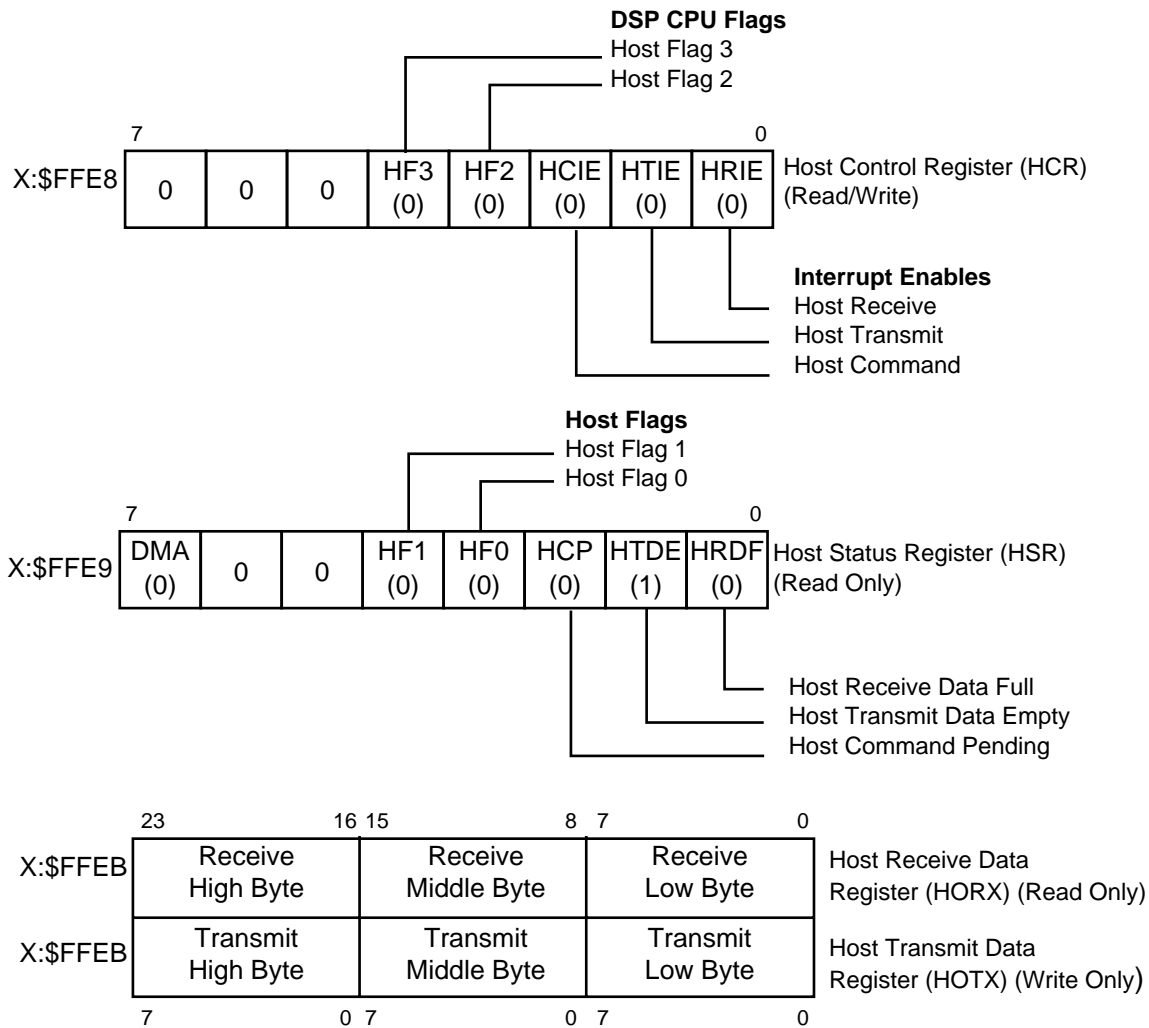 DSP CPU Flags
Host Flag 3
Host Flag 2
7 0
X:$FFE8 0 0 0 HF3 (0) HF2 (0) HCIE (0) HTIE (0) HRIE (0) Host Control Register (HCR)
(Read/Write)
Interrupt Enables
Host Receive
Host Transmit
Host Command
Host Flags
Host Flag 1
Host Flag 0
7 0
X:$FFE9 DMA (0) 0 0 HF1 (0) HF0 (0) HCP (0) HTDE (1) HRDF (0) Host Status Register (HSR)
(Read Only)
Host Receive Data Full
Host Transmit Data Empty
Host Command Pending
23 16 15 8 7 0
X:$FFEB Receive High Byte Receive Middle Byte Receive Low Byte Host Receive Data
Register (HORX) (Read Only)
X:$FFEB Transmit High Byte Transmit Middle Byte Transmit Low Byte Host Transmit Data
Register (HOTX) (Write Only)
7 0 7 0 7 0